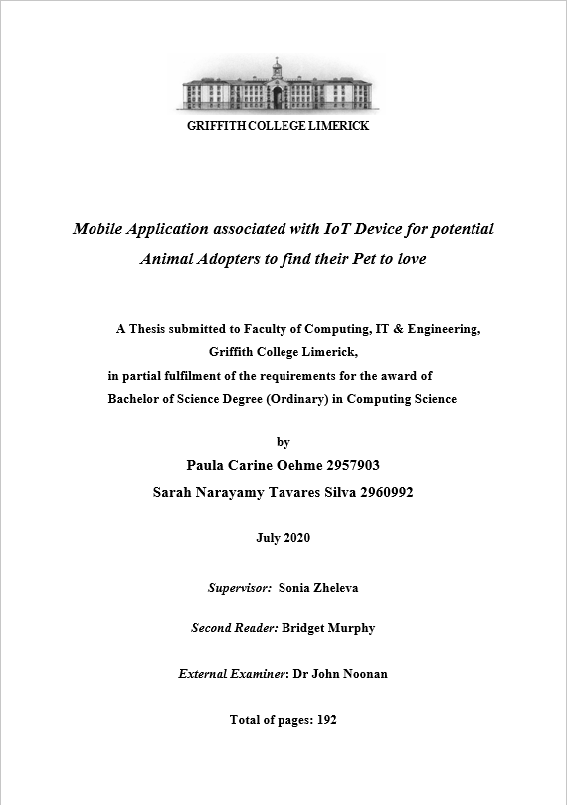 GRIFFITH COLLEGE LIMERICK
Mobile Application associated with IoT Device for potential
Animal Adopters to find their Pet to love
A Thesis submitted to Faculty of Computing, IT & Engineering,
Griffith College Limerick,
in partial fulfilment of the requirements for the award of
Bachelor of Science Degree (Ordinary) in Computing Science
by
Paula Carine Oehme 2957903
Sarah Narayamy Tavares Silva 2960992
July 2020
Supervisor: Sonia Zheleva
Second Reader: Bridget Murphy
External Examiner: Dr John Noonan
Total of pages: 192